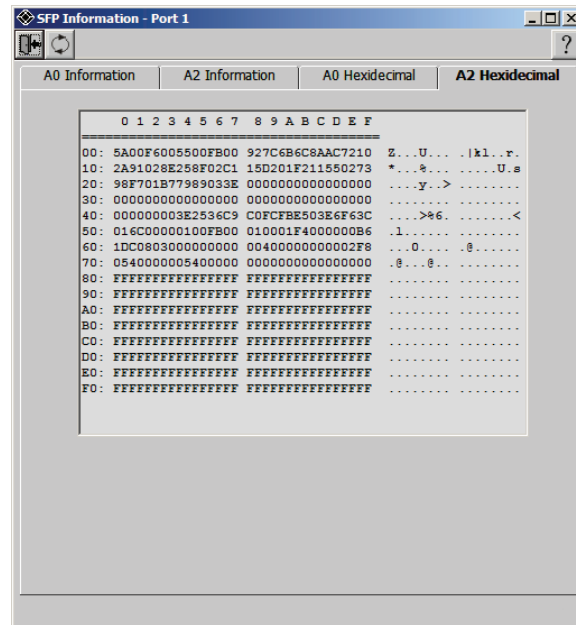 SFP Information - Port 1
?
A0 Information A2 Information A0 Hexidecimal A2 Hexidecimal
0 1 2 3 4 5 6 7 8 9 A B C D E F
==========================================
00: 5A00F6005500FB00 927C6B6C8AAC7210 Z...U... .|kl..r.
10: 2A91028E258F02C1 15D201F211550273 *...%... .....U.s
20: 98F701B77989033E 0000000000000000 ....y..> ........
30: 0000000000000000 0000000000000000 ........ ........
40: 000000003E2536C9 C0FCFBE503E6F63C ....>%6. .......<
50: 016C00000100FB00 010001F4000000B6 .l...... ........
60: 1DC0803000000000 00400000000002F8 ...0.... .@......
70: 0540000005400000 0000000000000000 .@...@.. ........
80: FFFFFFFFFFFFFFFF FFFFFFFFFFFFFFFF ........ ........
90: FFFFFFFFFFFFFFFF FFFFFFFFFFFFFFFF ........ ........
A0: FFFFFFFFFFFFFFFF FFFFFFFFFFFFFFFF ........ ........
B0: FFFFFFFFFFFFFFFF FFFFFFFFFFFFFFFF ........ ........
C0: FFFFFFFFFFFFFFFF FFFFFFFFFFFFFFFF ........ ........
D0: FFFFFFFFFFFFFFFF FFFFFFFFFFFFFFFF ........ ........
E0: FFFFFFFFFFFFFFFF FFFFFFFFFFFFFFFF ........ ........
F0: FFFFFFFFFFFFFFFF FFFFFFFFFFFFFFFF ........ ........